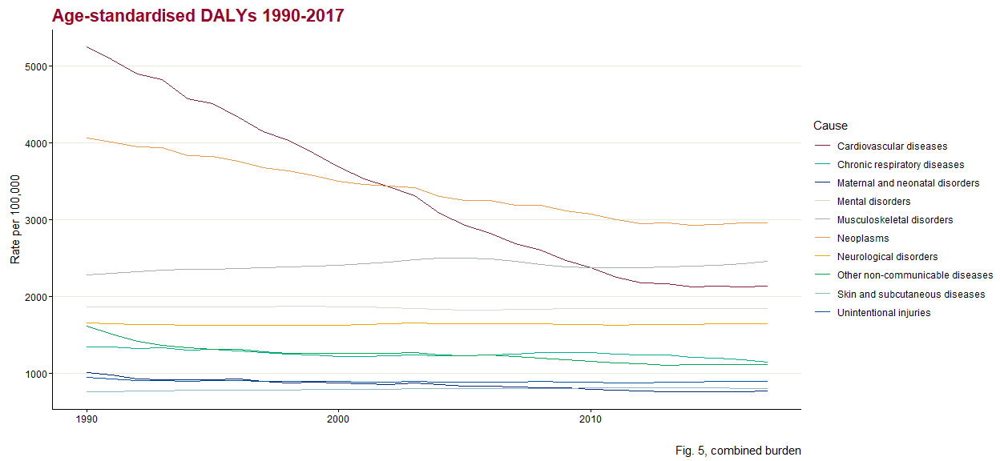 Age-standardised DALYs 1990-2017
Rate per 100,000
5000
4000
3000
2000
1000
1990
2000
2010
Cause
Cardiovascular diseases
Chronic respiratory diseases
Maternal and neonatal disorders
Mental disorders
Musculoskeletal disorders
Neoplasms
Neurological disorders
Other non-communicable diseases
Skin and subcutaneous diseases
Unintentional injuries
Fig. 5, combined burden